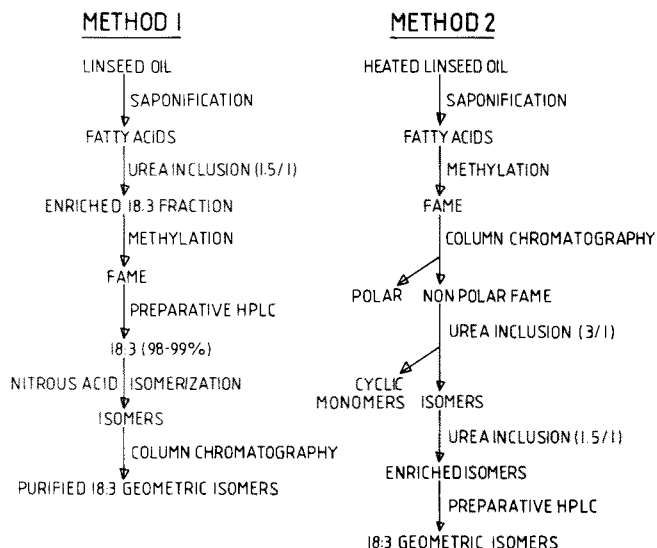 METHOD 1
LINSEED OIL
SAPONIFICATION
FATTY ACIDS
UREA INCLUSION (1.5/1)
ENRICHED 18:3 FRACTION
METHYLATION
FAME
PREPARATIVE HPLC
18:3 (98-99%)
NITROUS ACID ISOMERIZATION
ISOMERS
COLUMN CHROMATOGRAPHY
PURIFIED 18:3 GEOMETRIC ISOMERS
METHOD 2
HEATED LINSEED OIL
SAPONIFICATION
FATTY ACIDS
METHYLATION
FAME
COLUMN CHROMATOGRAPHY
POLAR NON POLAR FAME
UREA INCLUSION (3/1)
CYCLIC
MONOMERS ISOMERS
UREA INCLUSION (1.5/1)
ENRICHED ISOMERS
PREPARATIVE HPLC
18:3 GEOMETRIC ISOMERS